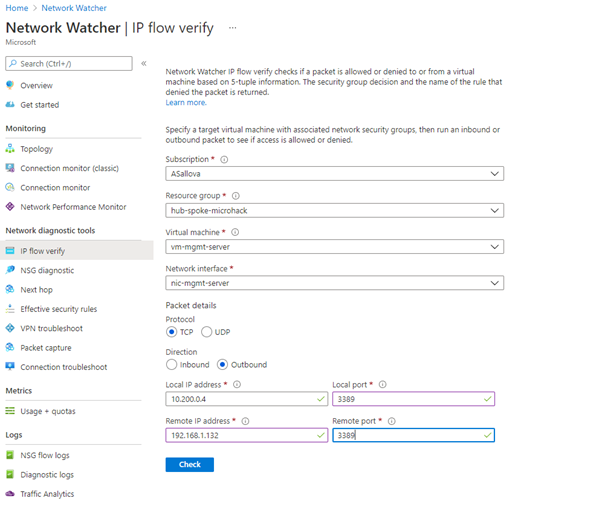 Home > Network Watcher
Network Watcher | IP flow verify ...
Microsoft
Search (Ctrl+/)
«
Overview
Get started
Monitoring
Topology
Connection monitor (classic)
Connection monitor
Network Performance Monitor
Network diagnostic tools
IP flow verify
NSG diagnostic
Next hop
Effective security rules
VPN troubleshoot
Packet capture
Connection troubleshoot
Metrics
Usage + quotas
Logs
NSG flow logs
Diagnostic logs
Traffic Analytics
Network Watcher IP flow verify checks if a packet is allowed or denied to or from a virtual
machine based on 5-tuple information. The security group decision and the name of the rule that
denied the packet is returned.
Learn more.
Specify a target virtual machine with associated network security groups, then run an inbound or
outbound packet to see if access is allowed or denied.
Subscription *
ASallova
Resource group *
hub-spoke-microhack
Virtual machine *
vm-mgmt-server
Network interface *
nic-mgmt-server
Packet details
Protocol
TCP UDP
Direction
Inbound Outbound
Local IP address * Local port *
10.200.0.4 3389
Remote IP address * Remote port *
192.168.1.132 3389
Check